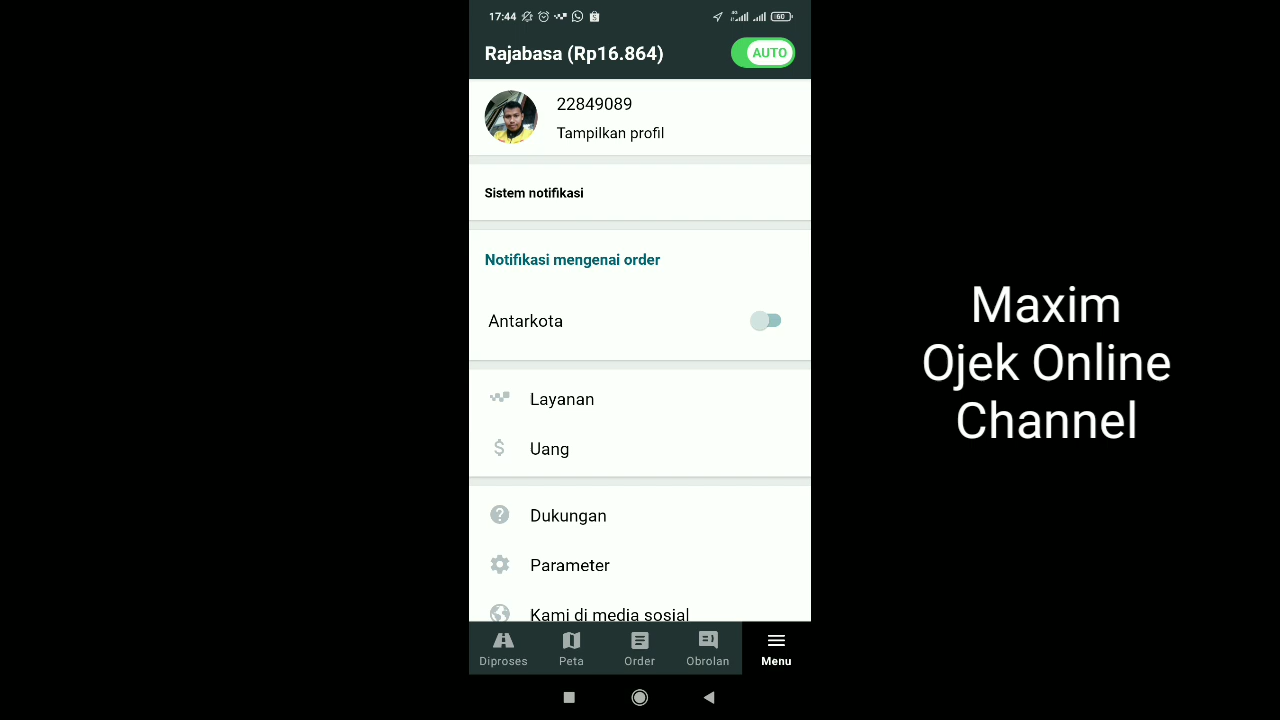 17:44
60
Rajabasa (Rp16.864)
AUTO
22849089
Tampilkan profil
Sistem notifikasi
Notifikasi mengenai order
Antarkota
Layanan
Uang
Dukungan
Parameter
Kami di media sosial
Diproses
Peta
Order
Obrolan
Menu
Maxim
Ojek Online
Channel